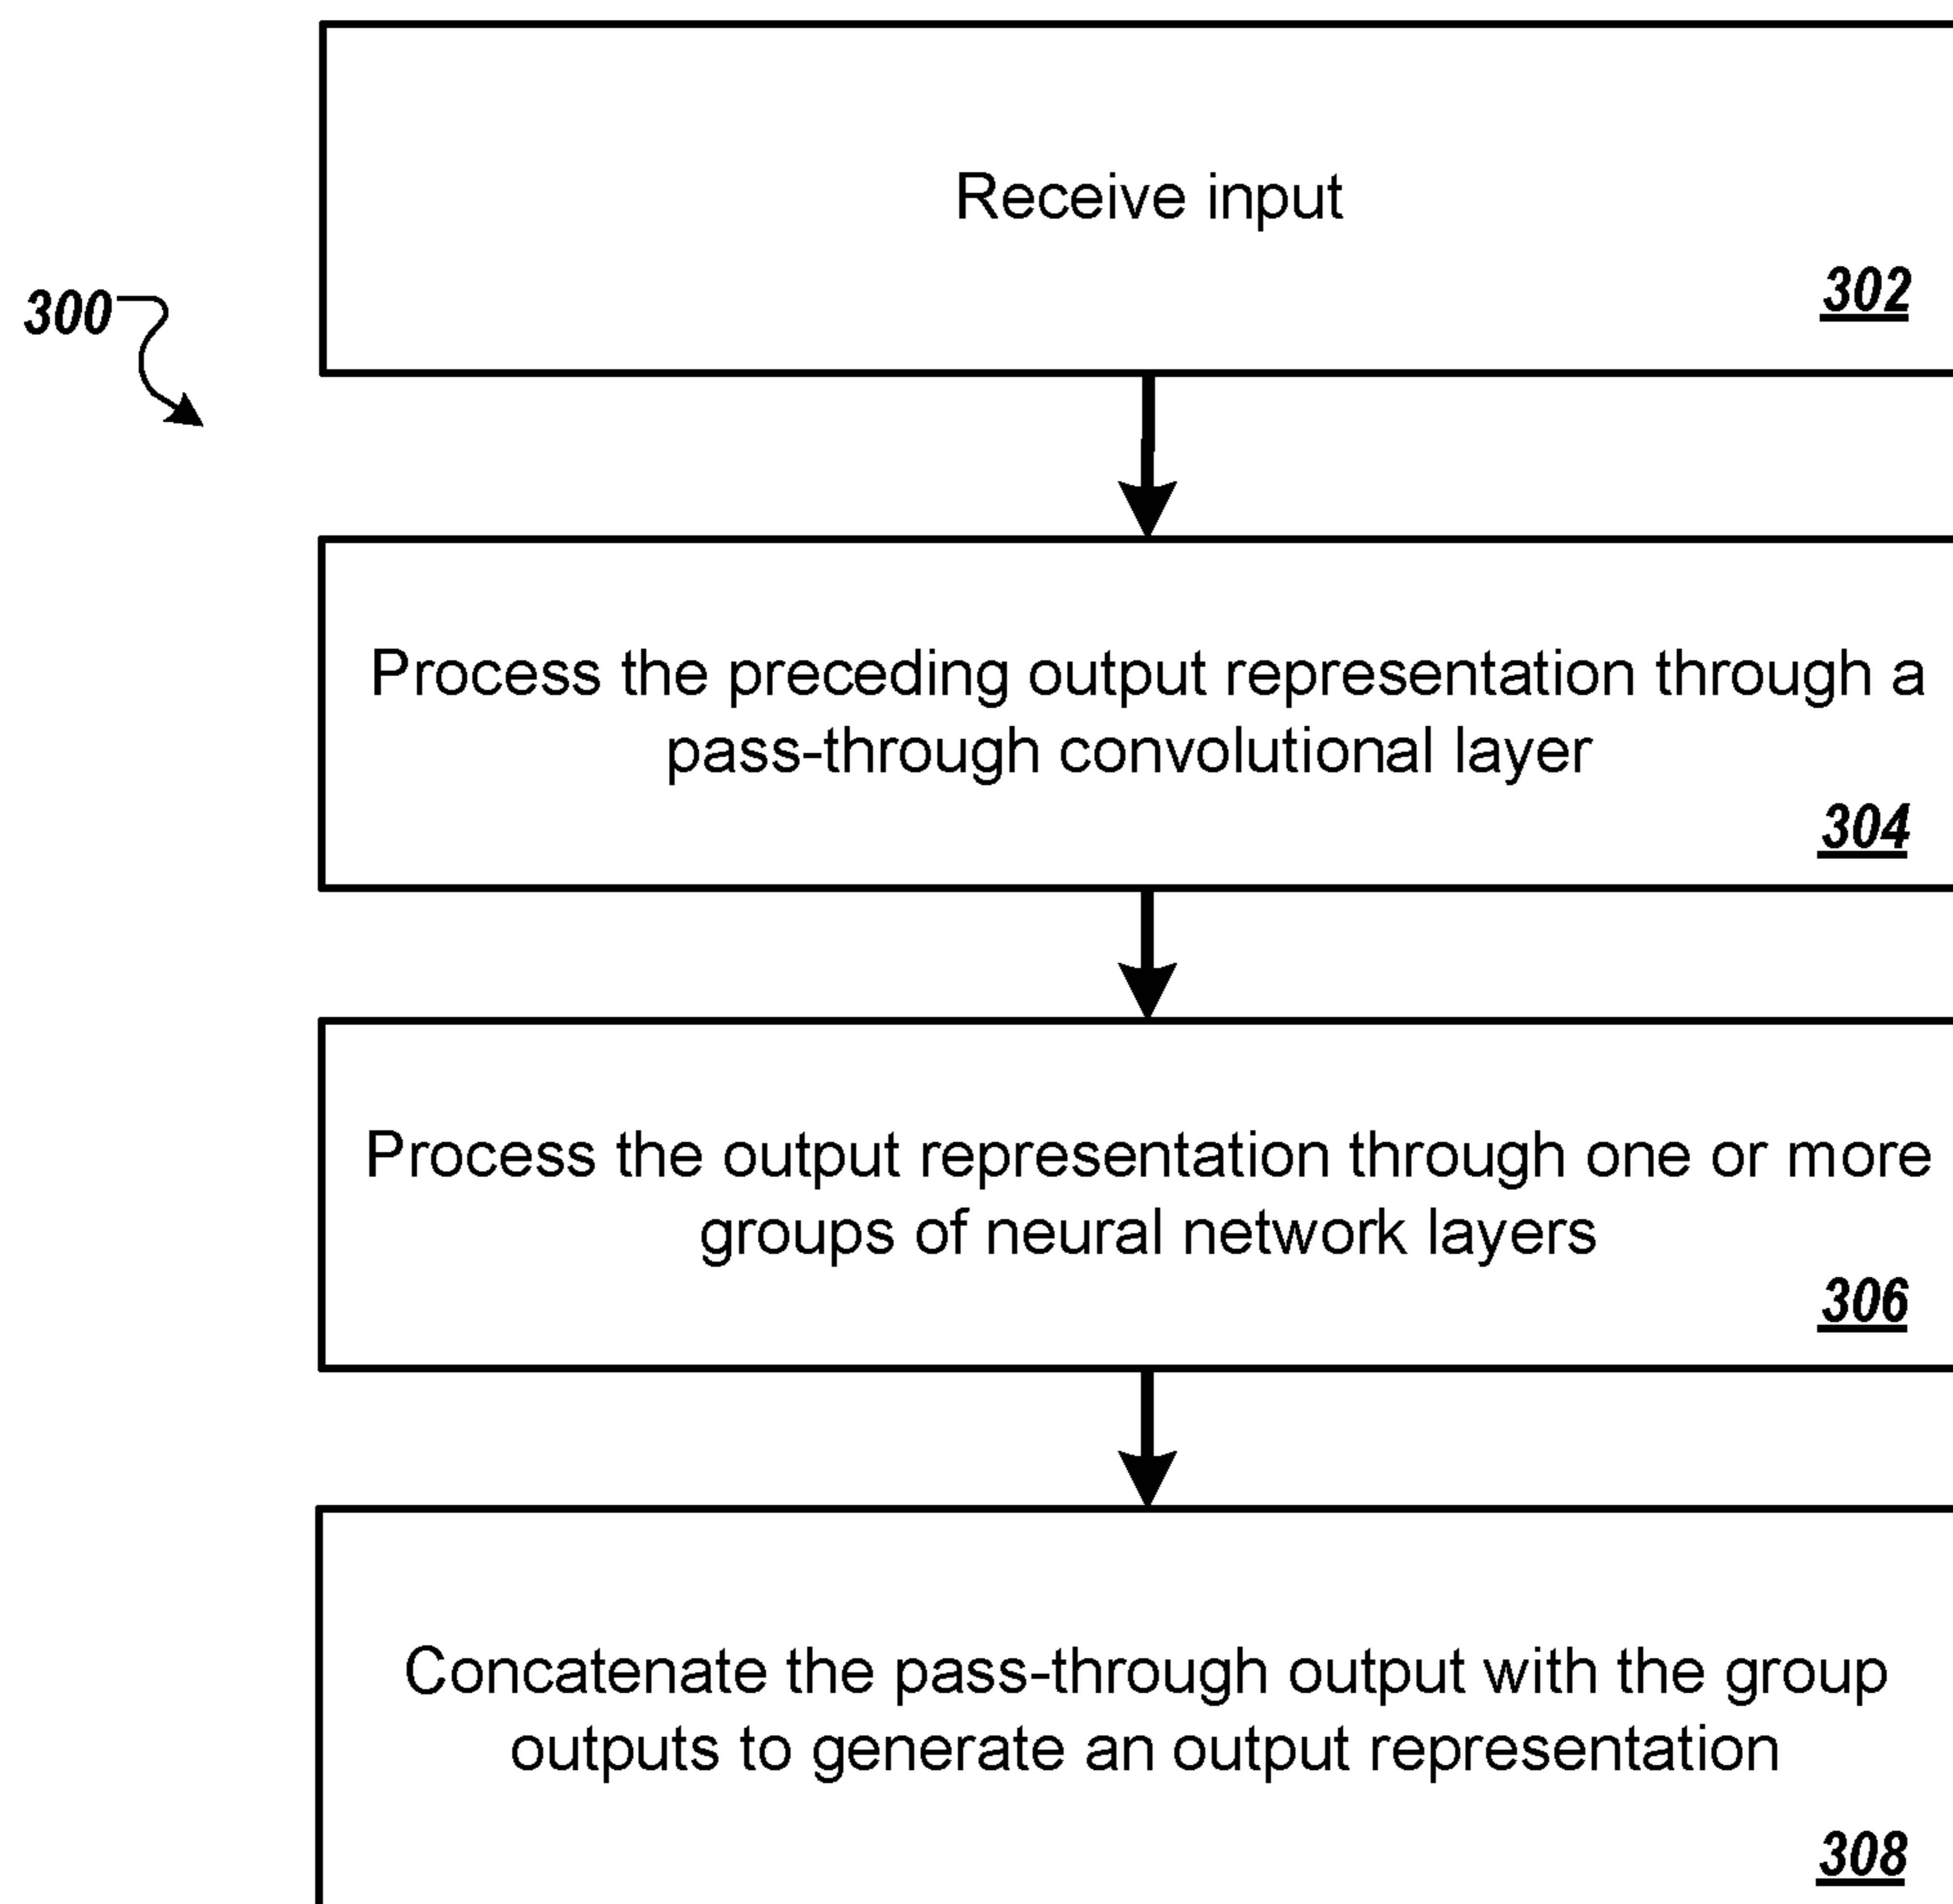 Receive input
302
300
Process the preceding output representation through a
pass-through convolutional layer
304
Process the output representation through one or more
groups of neural network layers
306
Concatenate the pass-through output with the group
outputs to generate an output representation
308